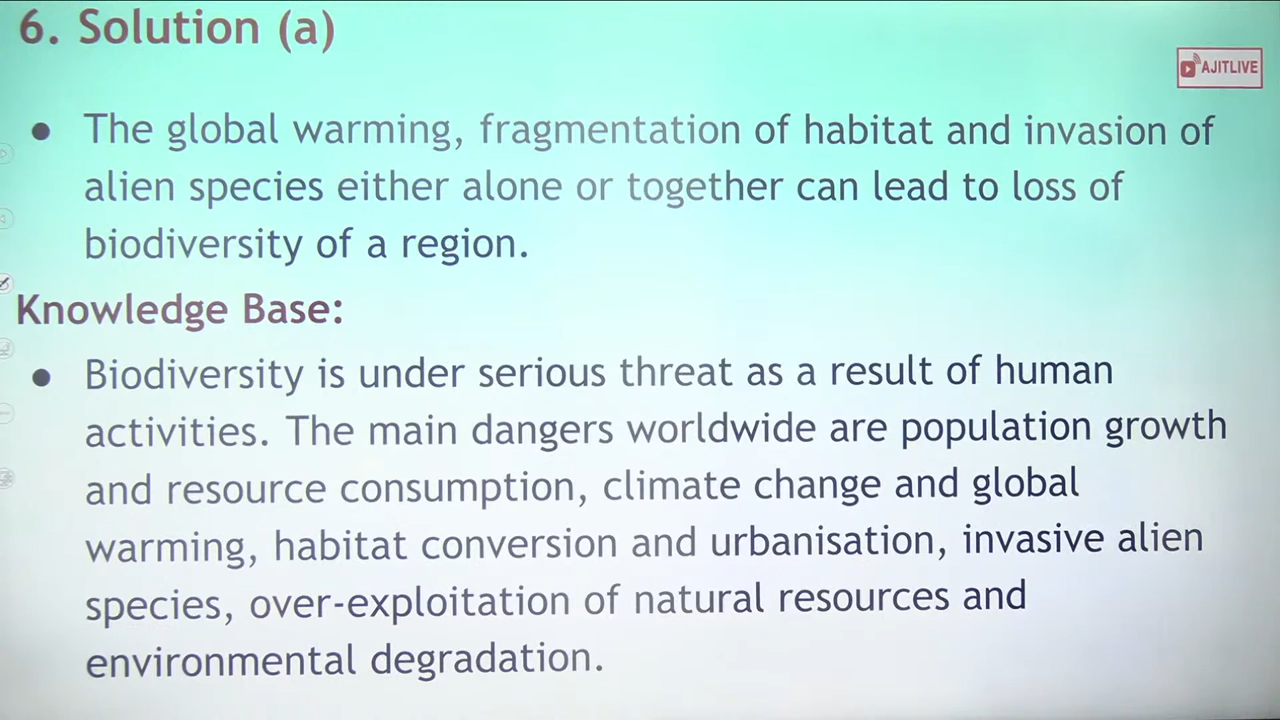 6. Solution (a)
AJITLIVE
● The global warming, fragmentation of habitat and invasion of
alien species either alone or together can lead to loss of
biodiversity of a region.
Knowledge Base:
● Biodiversity is under serious threat as a result of human
activities. The main dangers worldwide are population growth
and resource consumption, climate change and global
warming, habitat conversion and urbanisation, invasive alien
species, over-exploitation of natural resources and
environmental degradation.